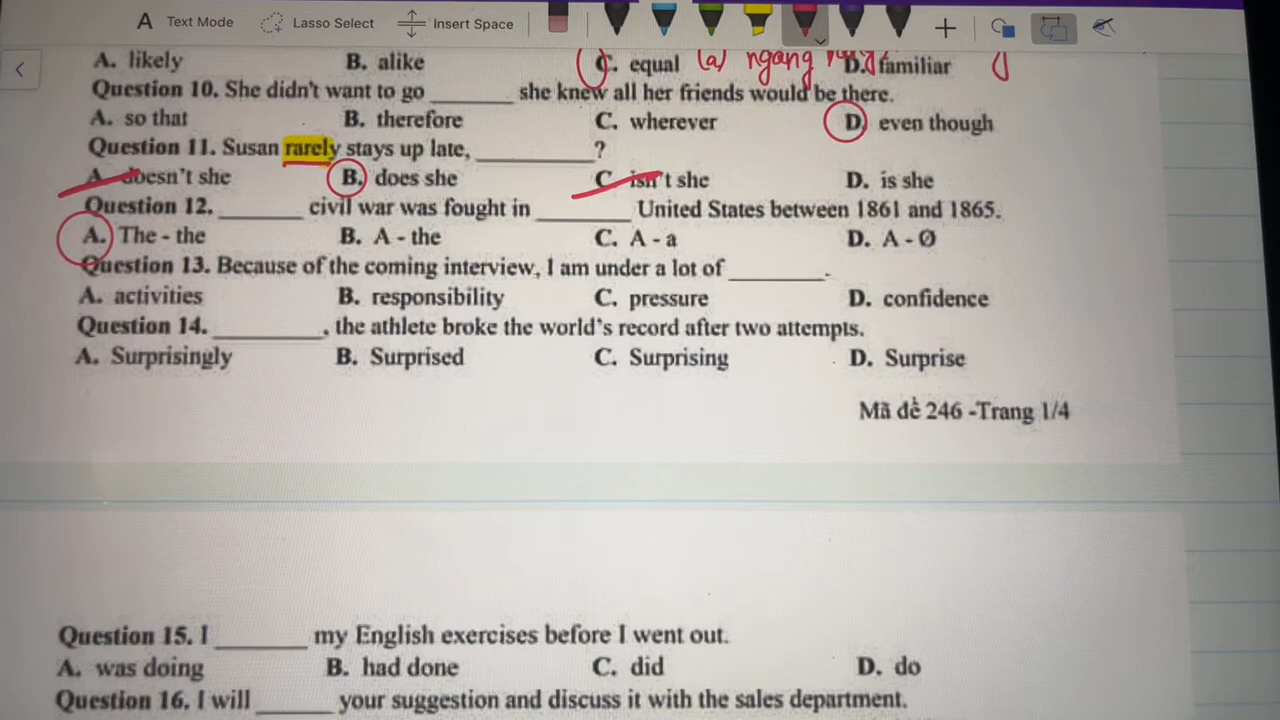 A Text Mode Lasso Select Insert Space
A. likely B. alike C. equal (a) ngang D. familiar
Question 10. She didn't want to go ________ she knew all her friends would be there.
A. so that B. therefore C. wherever D. even though
Question 11. Susan rarely stays up late, ___________?
A. doesn't she B. does she C. isn't she D. is she
Question 12. ________ civil war was fought in _________ United States between 1861 and 1865.
A. The - the B. A - the C. A - a D. A - Ø
Question 13. Because of the coming interview, I am under a lot of _________.
A. activities B. responsibility C. pressure D. confidence
Question 14. __________, the athlete broke the world's record after two attempts.
A. Surprisingly B. Surprised C. Surprising D. Surprise
Mã đề 246 -Trang 1/4
Question 15. I ________ my English exercises before I went out.
A. was doing B. had done C. did D. do
Question 16. I will _______ your suggestion and discuss it with the sales department.